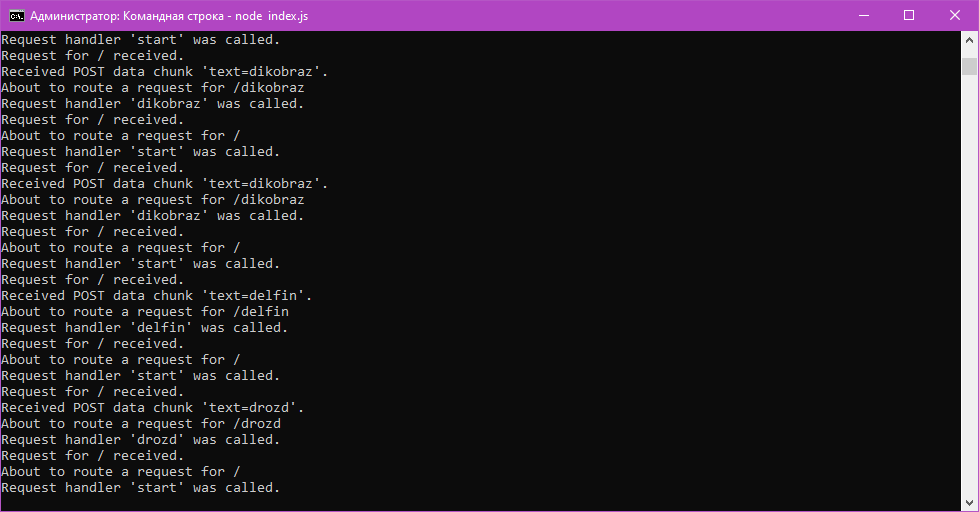 Администратор: Командная строка - node  index.js
Request handler 'start' was called.
Request for / received.
Received POST data chunk 'text=dikobraz'.
About to route a request for /dikobraz
Request handler 'dikobraz' was called.
Request for / received.
About to route a request for /
Request handler 'start' was called.
Request for / received.
Received POST data chunk 'text=dikobraz'.
About to route a request for /dikobraz
Request handler 'dikobraz' was called.
Request for / received.
About to route a request for /
Request handler 'start' was called.
Request for / received.
Received POST data chunk 'text=delfin'.
About to route a request for /delfin
Request handler 'delfin' was called.
Request for / received.
About to route a request for /
Request handler 'start' was called.
Request for / received.
Received POST data chunk 'text=drozd'.
About to route a request for /drozd
Request handler 'drozd' was called.
Request for / received.
About to route a request for /
Request handler 'start' was called.